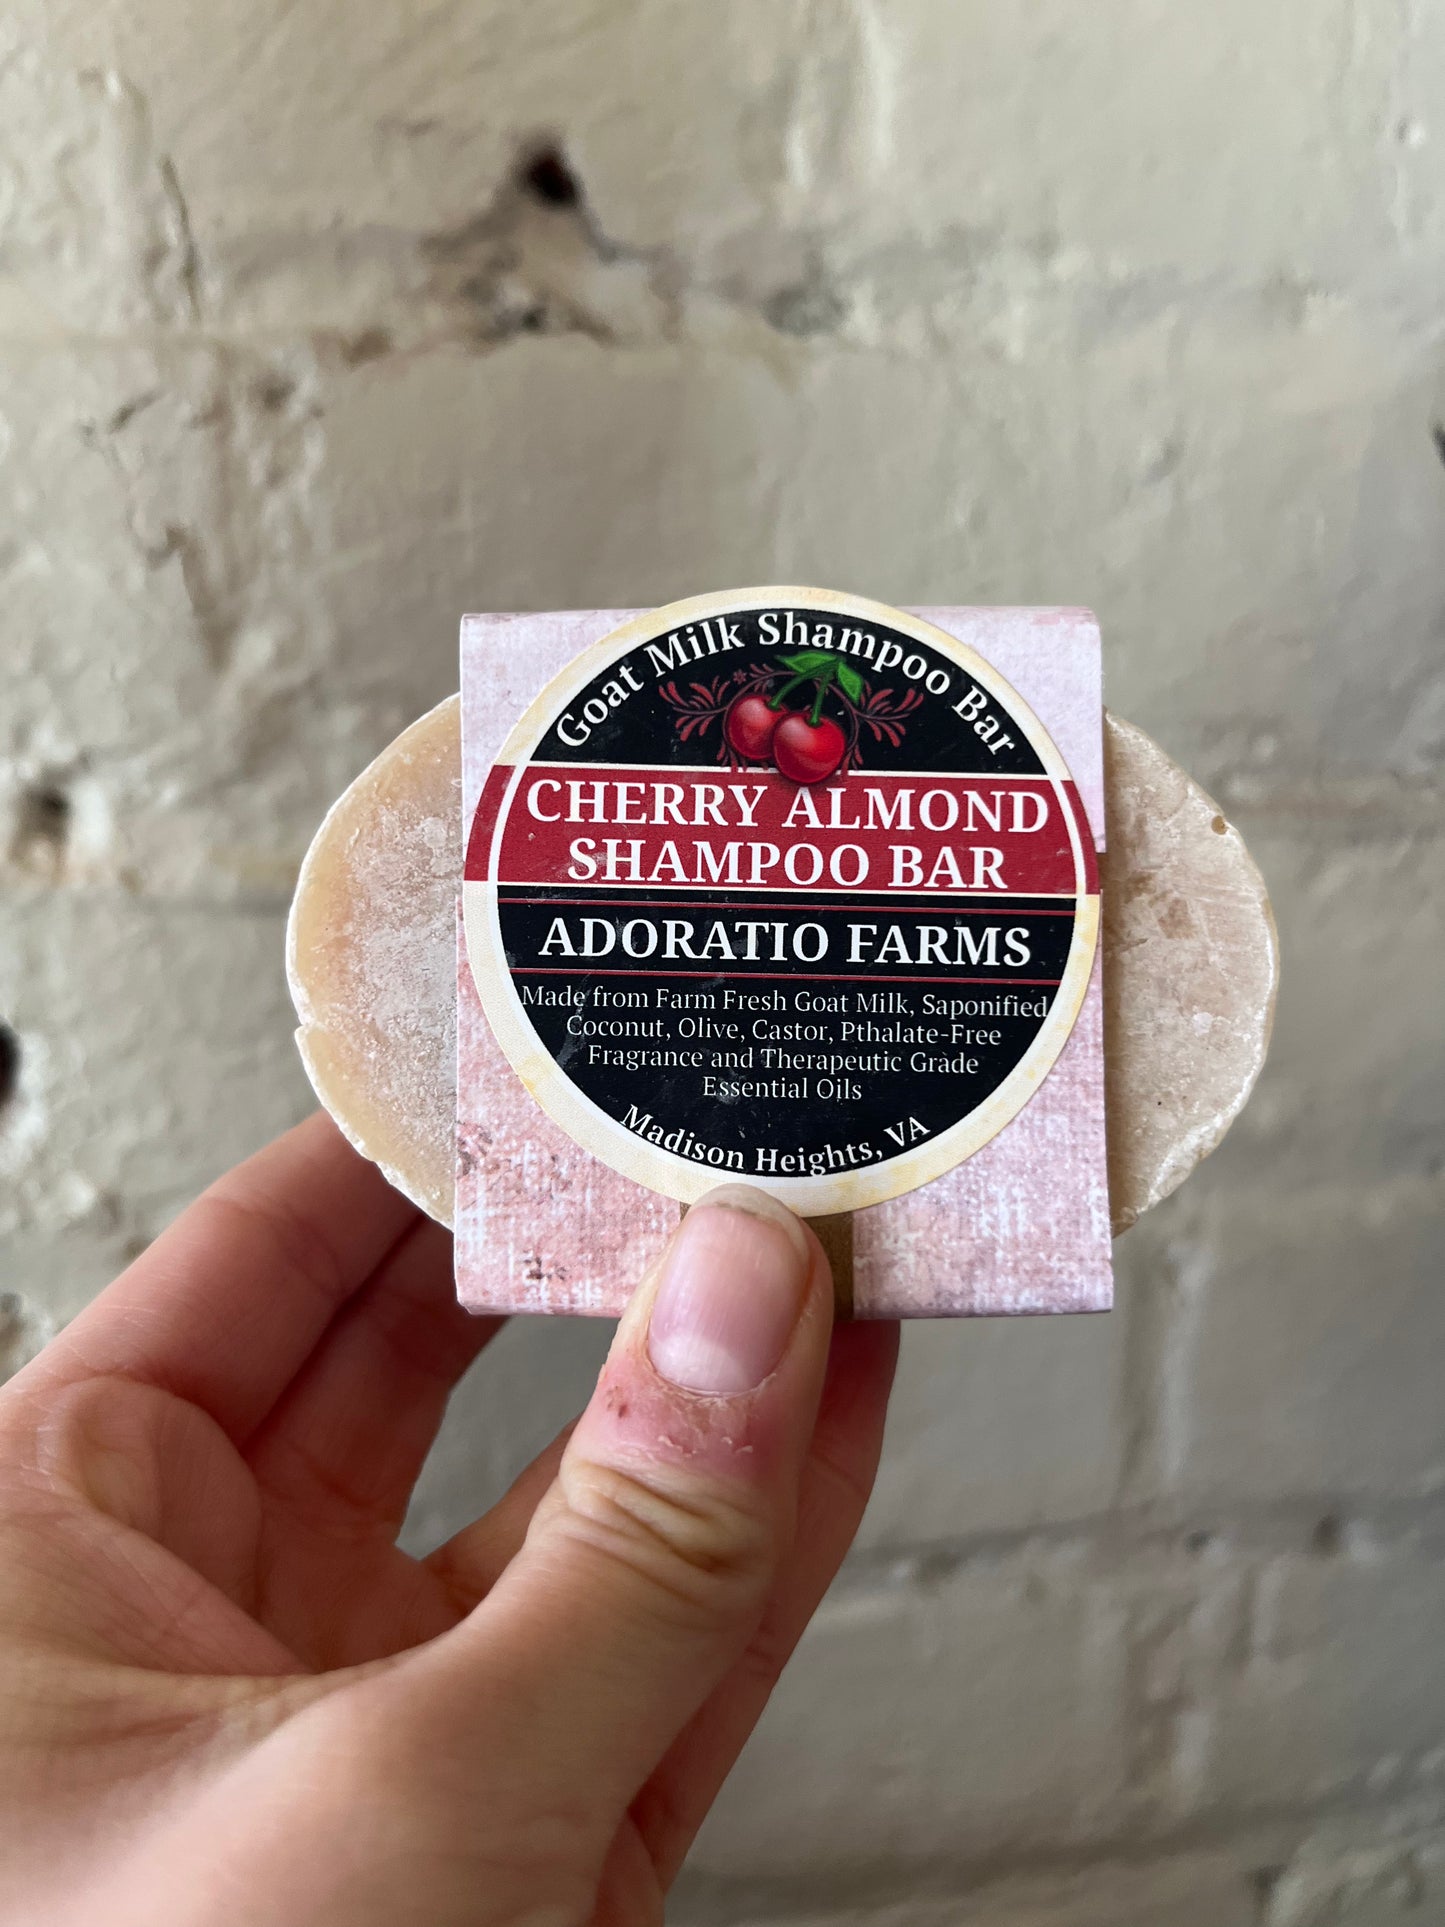 Goat Milk Shampoo Bar
CHERRY ALMOND
SHAMPOO BAR
ADORATIO FARMS
Made from Farm Fresh Goat Milk, Saponified
Coconut, Olive, Castor, Pthalate-Free
Fragrance and Therapeutic Grade
Essential Oils
Madison Heights, VA